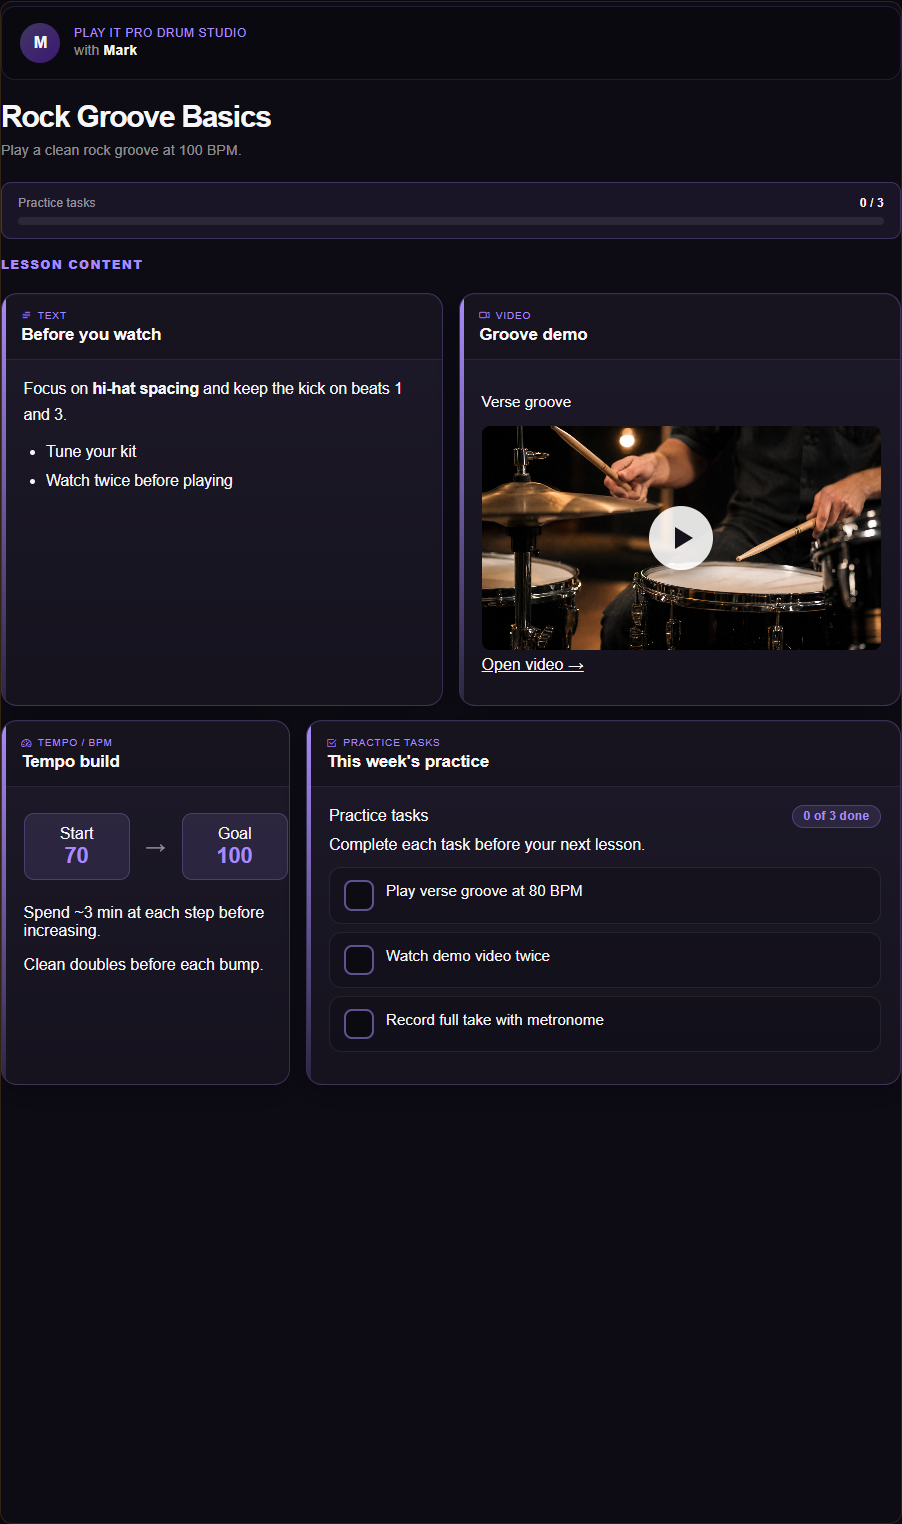 M
PLAY IT PRO DRUM STUDIO
with Mark
Rock Groove Basics
Play a clean rock groove at 100 BPM.
Practice tasks
0 / 3
LESSON CONTENT
TEXT
Before you watch
Focus on hi-hat spacing and keep the kick on beats 1
and 3.
• Tune your kit
• Watch twice before playing
VIDEO
Groove demo
Verse groove
Open video →
TEMPO / BPM
Tempo build
Start
70
→
Goal
100
Spend ~3 min at each step before
increasing.
Clean doubles before each bump.
PRACTICE TASKS
This week's practice
Practice tasks
0 of 3 done
Complete each task before your next lesson.
Play verse groove at 80 BPM
Watch demo video twice
Record full take with metronome